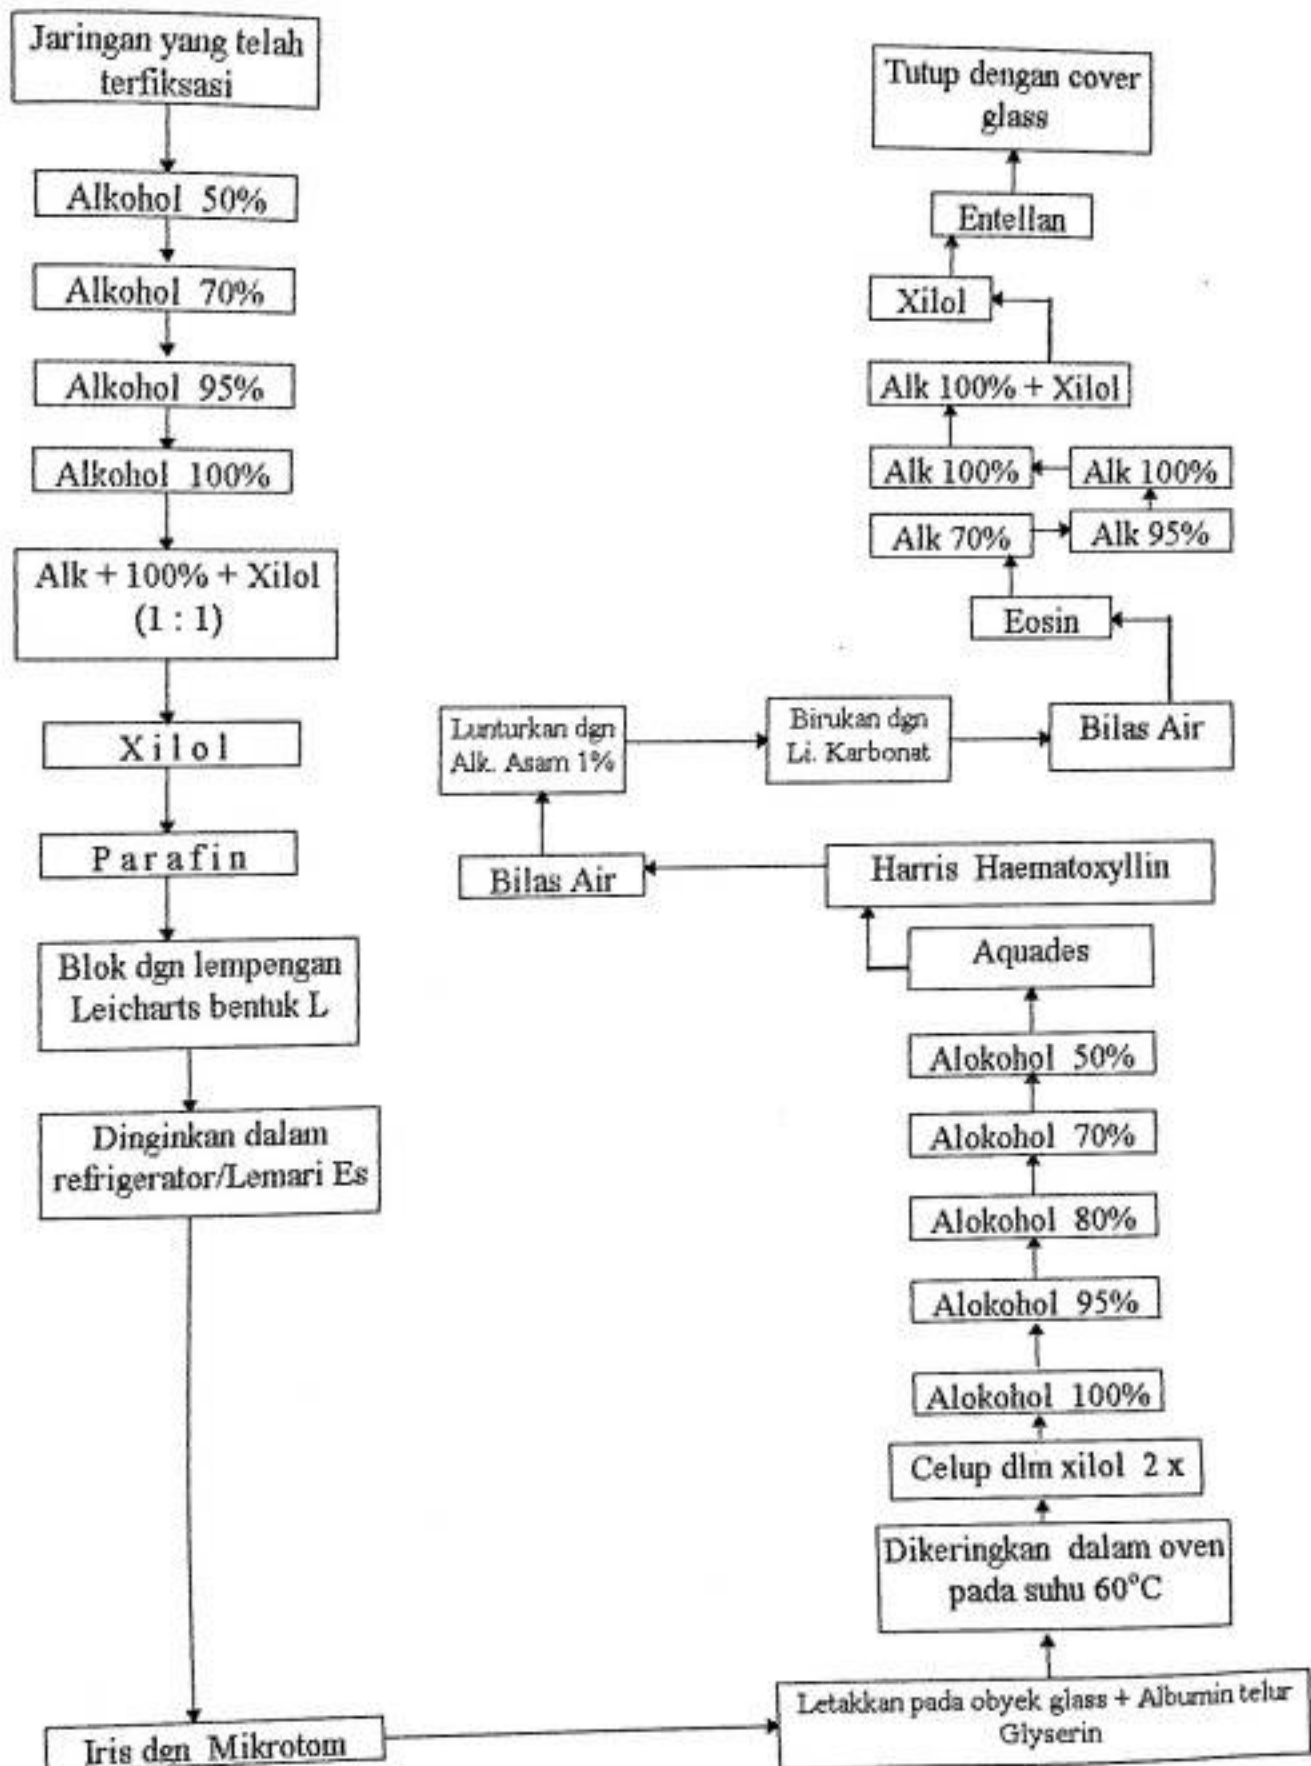 Jaringan yang telah
terfiksasi
Alkohol 50%
Alkohol 70%
Alkohol 95%
Alkohol 100%
Alk + 100% + Xilol
(1 : 1)
Xilol
Parafin
Blok dgn lempengan
Leicharts bentuk L
Dinginkan dalam
refrigerator/Lemari Es
Iris dgn Mikrotom
Letakkan pada obyek glass + Albumin telur
Glyserin
Dikeringkan dalam oven
pada suhu 60°C
Celup dlm xilol 2 x
Alokohol 100%
Alokohol 95%
Alokohol 80%
Alokohol 70%
Alokohol 50%
Aquades
Harris Haematoxyllin
Bilas Air
Lunturkan dgn
Alk. Asam 1%
Birukan dgn
Li. Karbonat
Bilas Air
Eosin
Alk 70%
Alk 95%
Alk 100%
Alk 100%
Alk 100% + Xilol
Xilol
Entellan
Tutup dengan cover
glass